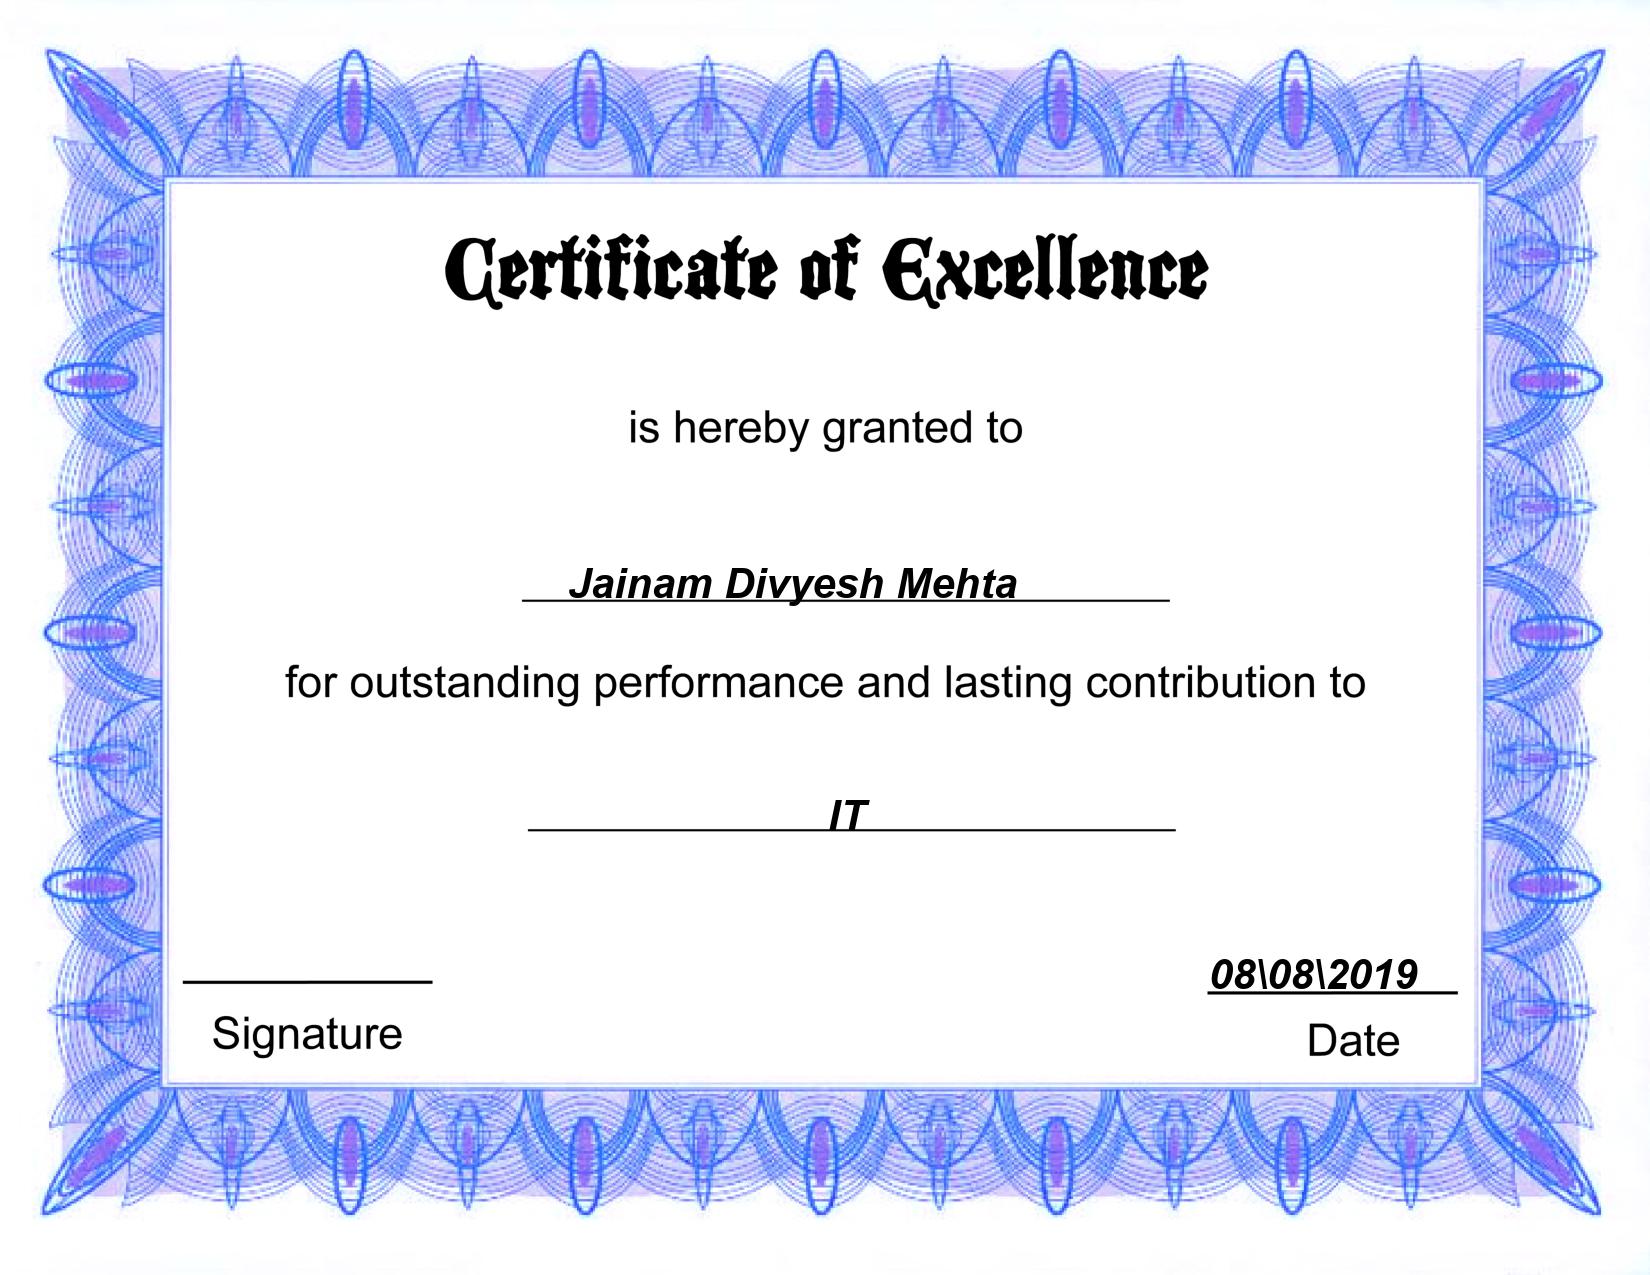 Certificate of Excellence
is hereby granted to
Jainam Divyesh Mehta
for outstanding performance and lasting contribution to
IT
08\08\2019
Signature
Date